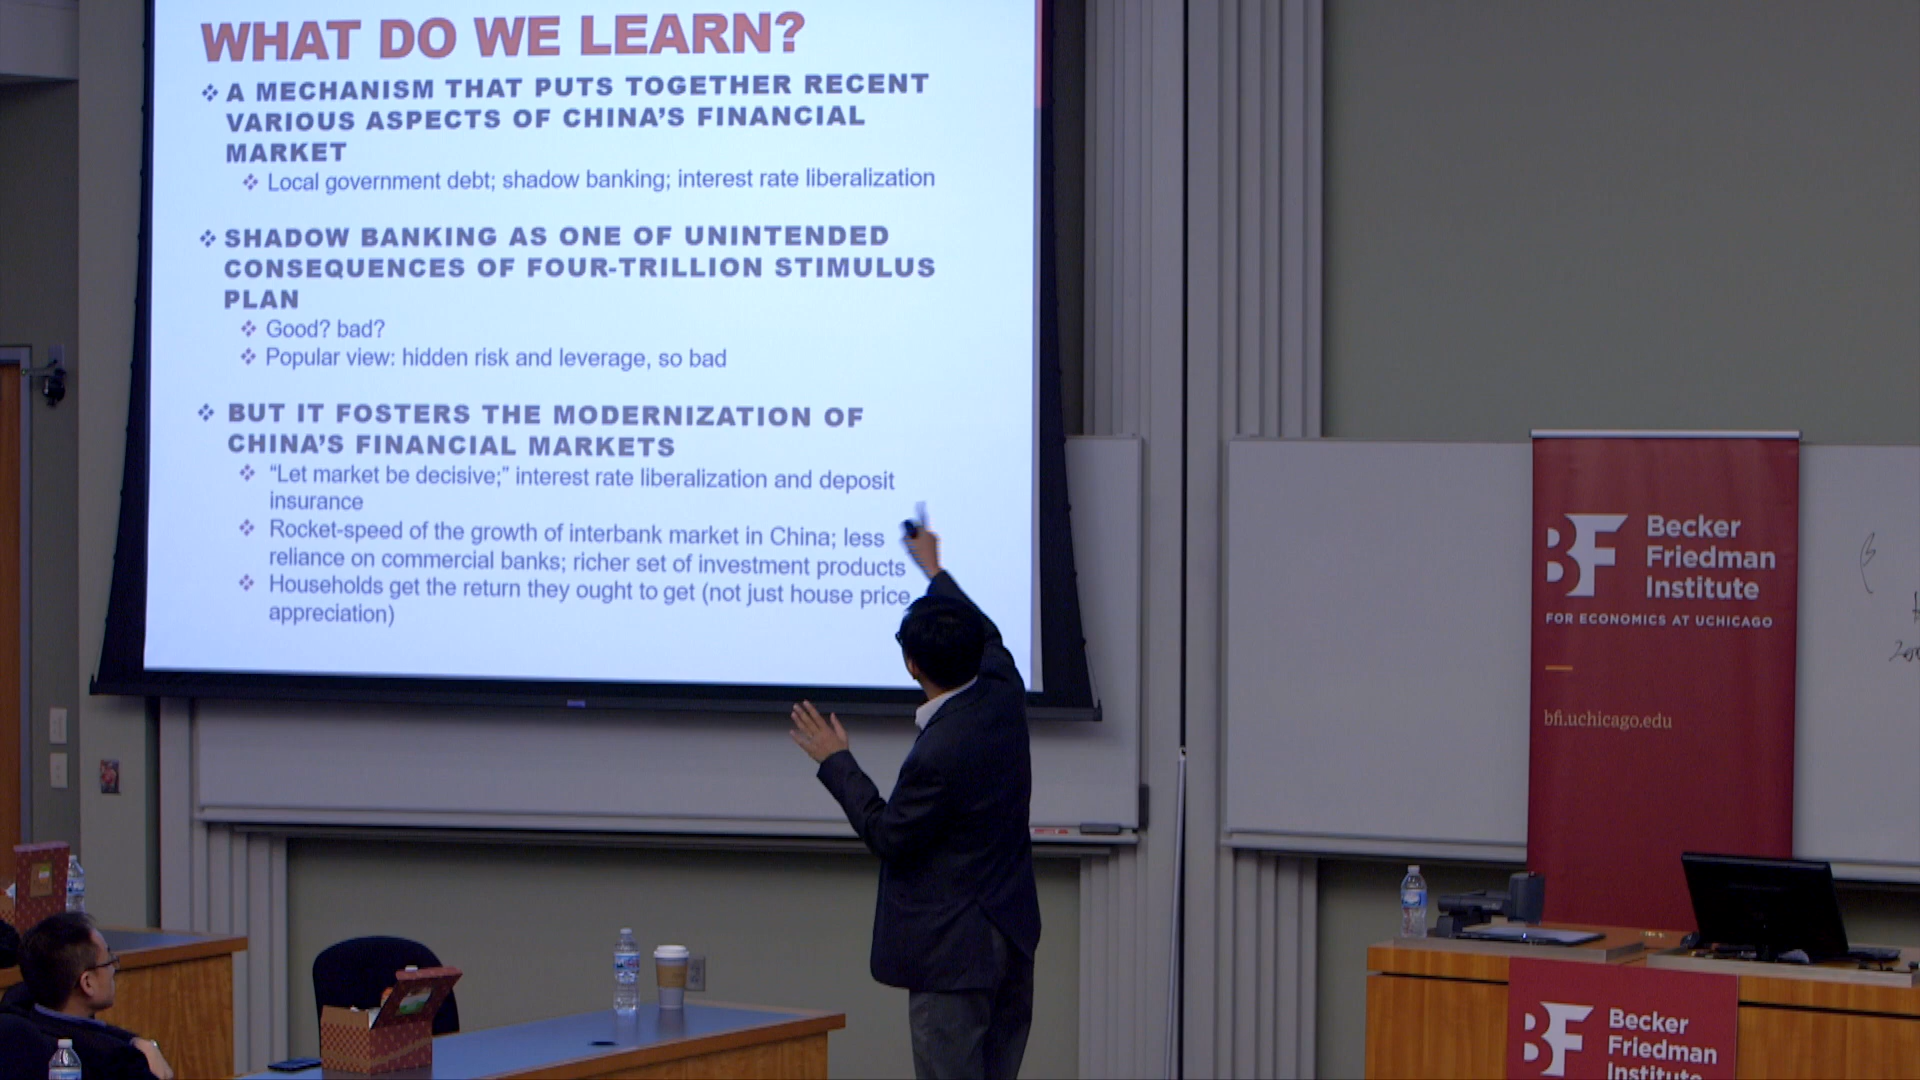 WHAT DO WE LEARN?
A MECHANISM THAT PUTS TOGETHER RECENT
VARIOUS ASPECTS OF CHINA'S FINANCIAL
MARKET
Local government debt; shadow banking; interest rate liberalization
SHADOW BANKING AS ONE OF UNINTENDED
CONSEQUENCES OF FOUR-TRILLION STIMULUS
PLAN
Good? bad?
Popular view: hidden risk and leverage, so bad
BUT IT FOSTERS THE MODERNIZATION OF
CHINA'S FINANCIAL MARKETS
“Let market be decisive;” interest rate liberalization and deposit
insurance
Rocket-speed of the growth of interbank market in China; less
reliance on commercial banks; richer set of investment products
Households get the return they ought to get (not just house price
appreciation)
BF
Becker
Friedman
Institute
FOR ECONOMICS AT UCHICAGO
bfi.uchicago.edu
BF
Becker
Friedman
Institute